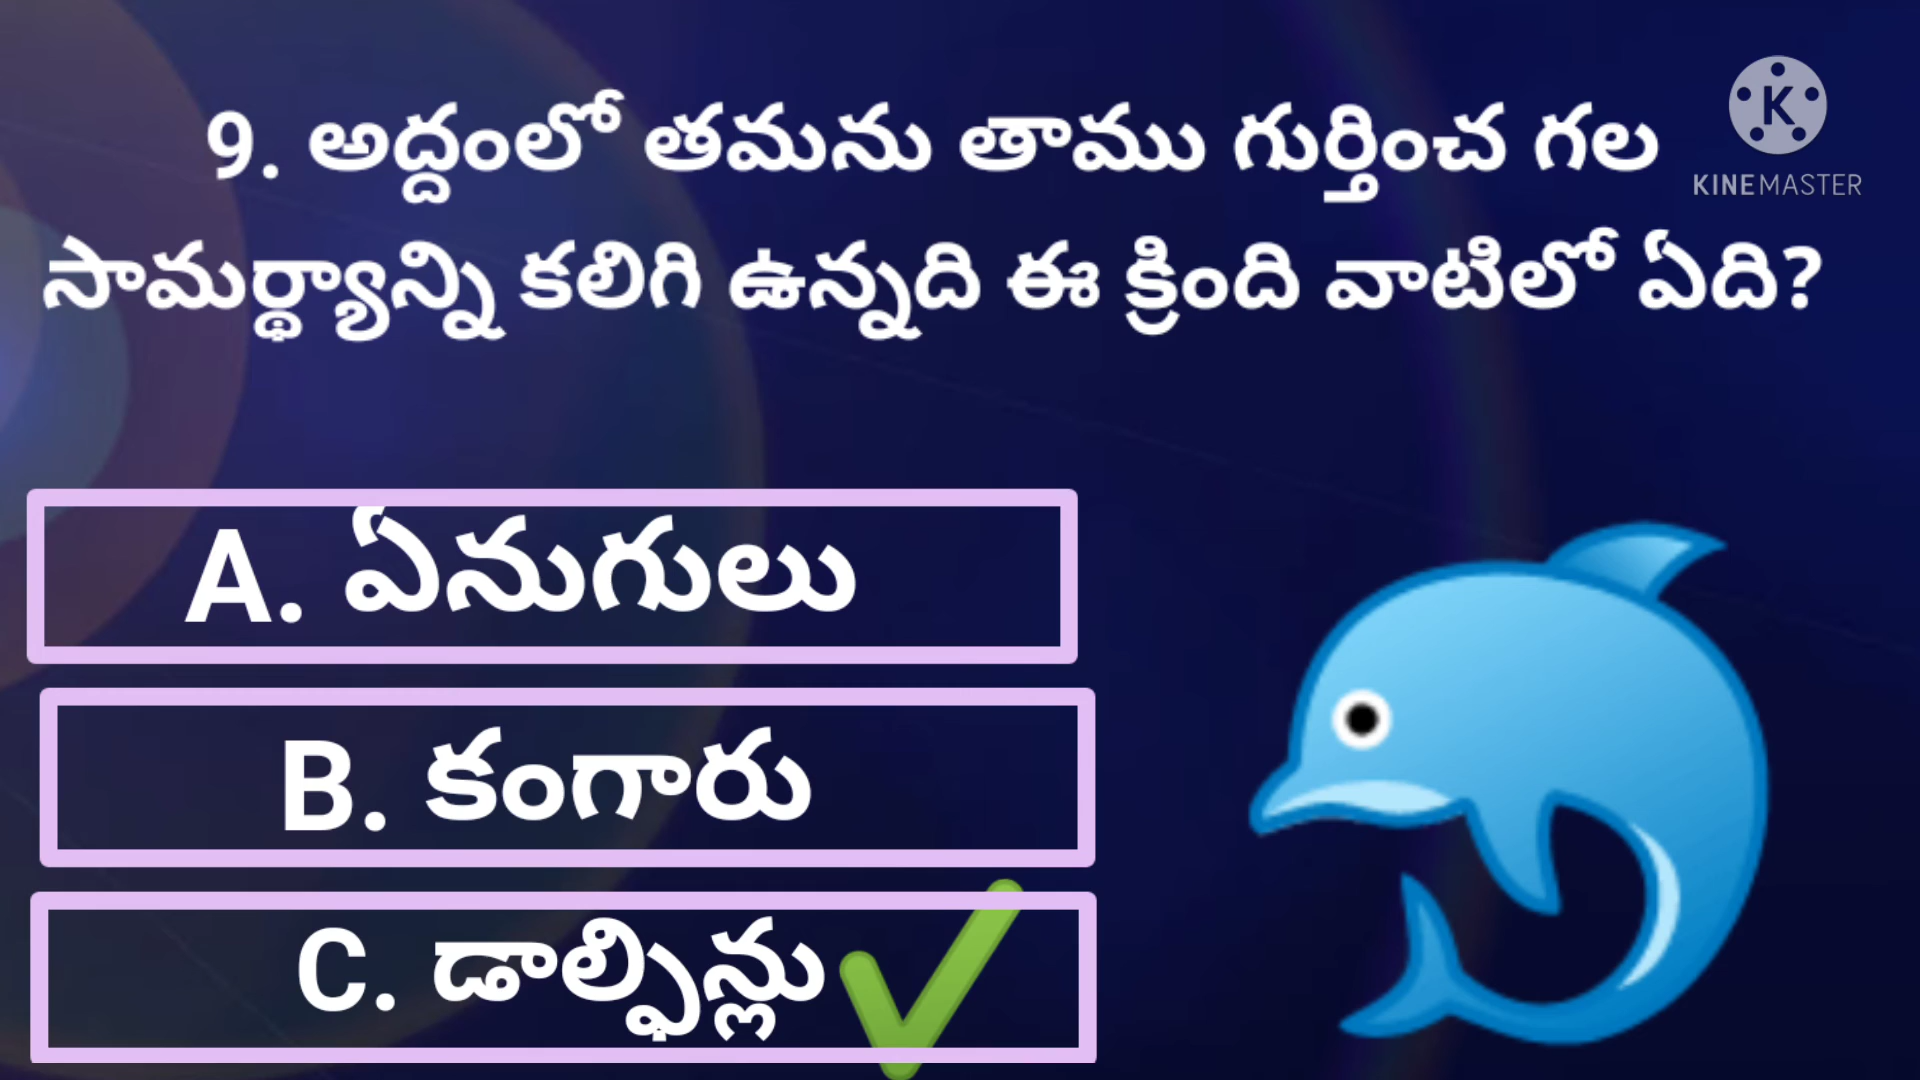 9. అద్దంలో తమను తాము గుర్తించ గల
సామర్థ్యాన్ని కలిగి ఉన్నది ఈ క్రింది వాటిలో ఏది?
K
KINEMASTER
A. ఏనుగులు
B. కంగారు
C. డాల్ఫిన్లు